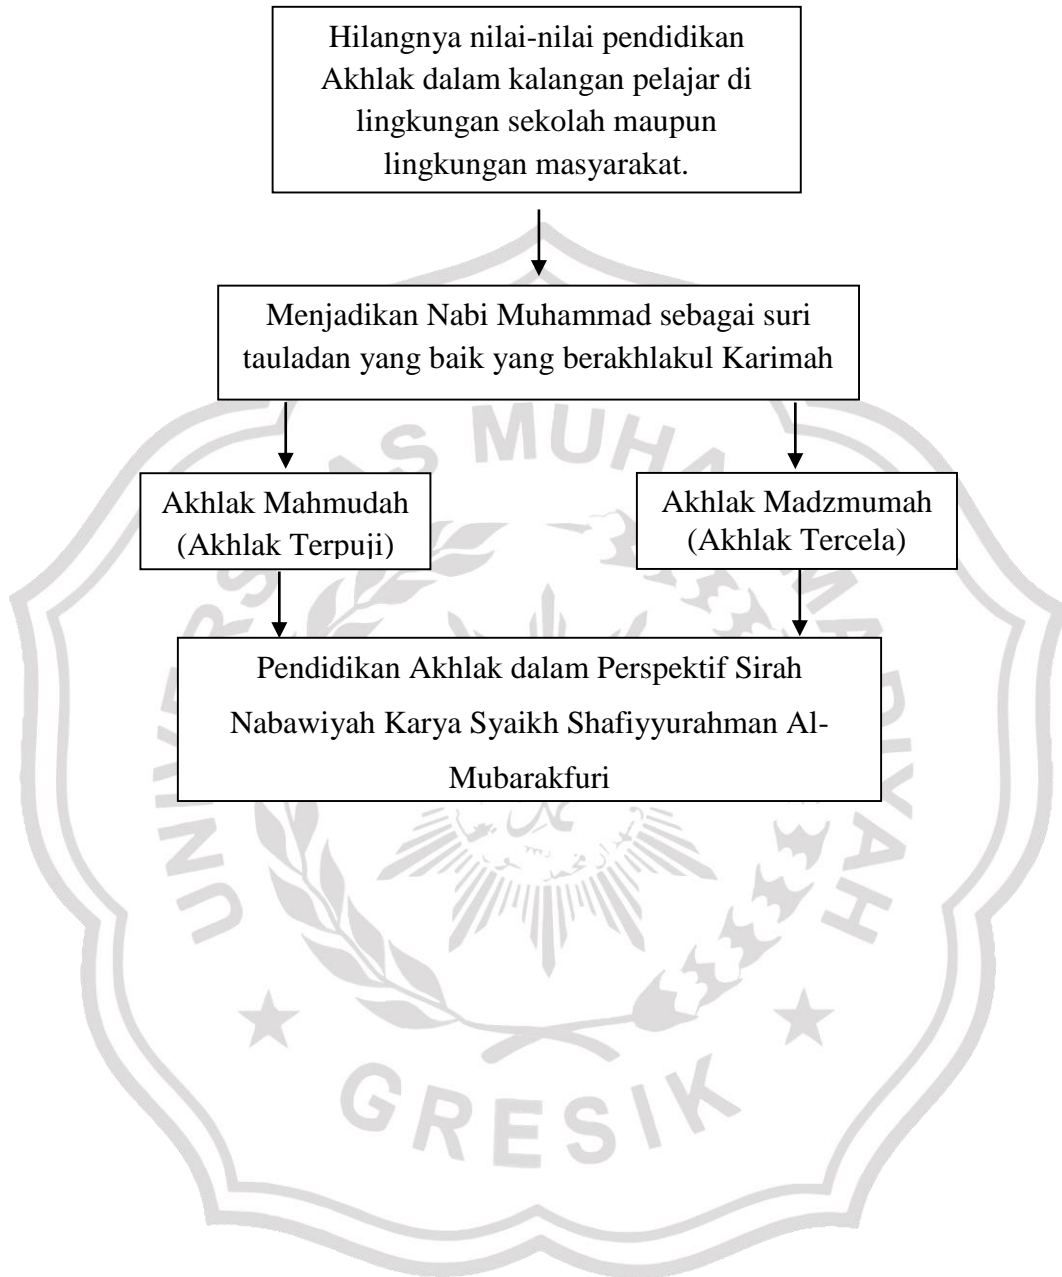 Hilangnya nilai-nilai pendidikan
Akhlak dalam kalangan pelajar di
lingkungan sekolah maupun
lingkungan masyarakat.
Menjadikan Nabi Muhammad sebagai suri
tauladan yang baik yang berakhlakul Karimah
Akhlak Mahmudah
(Akhlak Terpuji)
Akhlak Madzmumah
(Akhlak Tercela)
Pendidikan Akhlak dalam Perspektif Sirah
Nabawiyah Karya Syaikh Shafiyyurahman Al-
Mubarakfuri
GRESIK